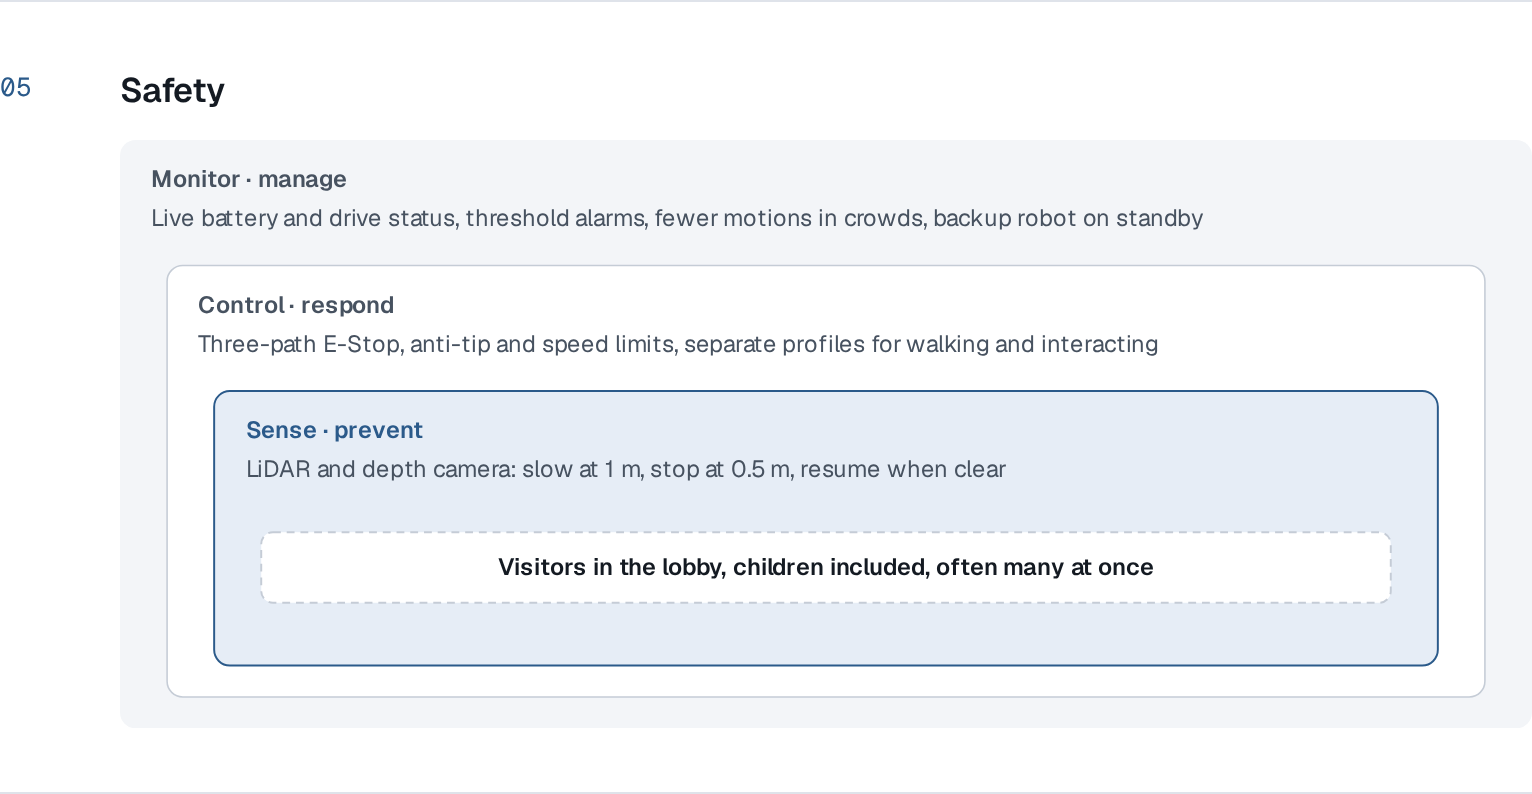 05
Safety
Monitor · manage
Live battery and drive status, threshold alarms, fewer motions in crowds, backup robot on standby
Control · respond
Three-path E-Stop, anti-tip and speed limits, separate profiles for walking and interacting
Sense · prevent
LiDAR and depth camera: slow at 1 m, stop at 0.5 m, resume when clear
Visitors in the lobby, children included, often many at once